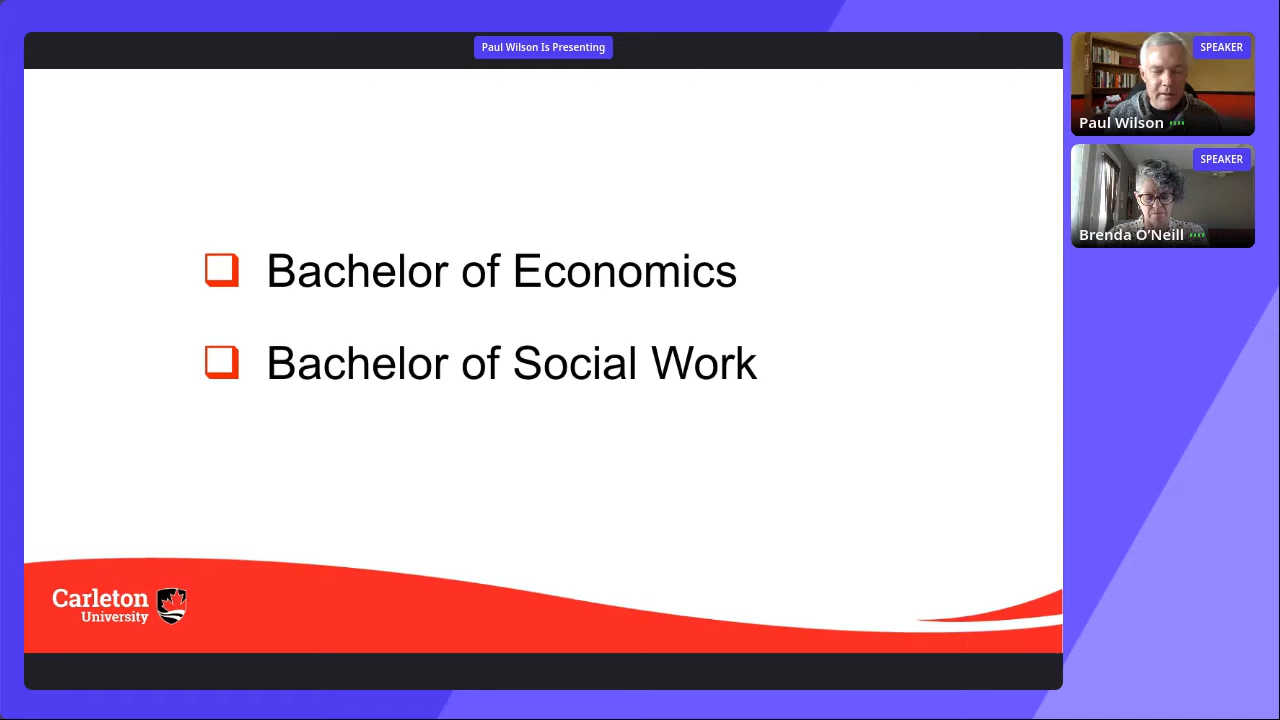 Paul Wilson Is Presenting
SPEAKER
Paul Wilson
SPEAKER
Brenda O'Neill
Bachelor of Economics
Bachelor of Social Work
Carleton
University